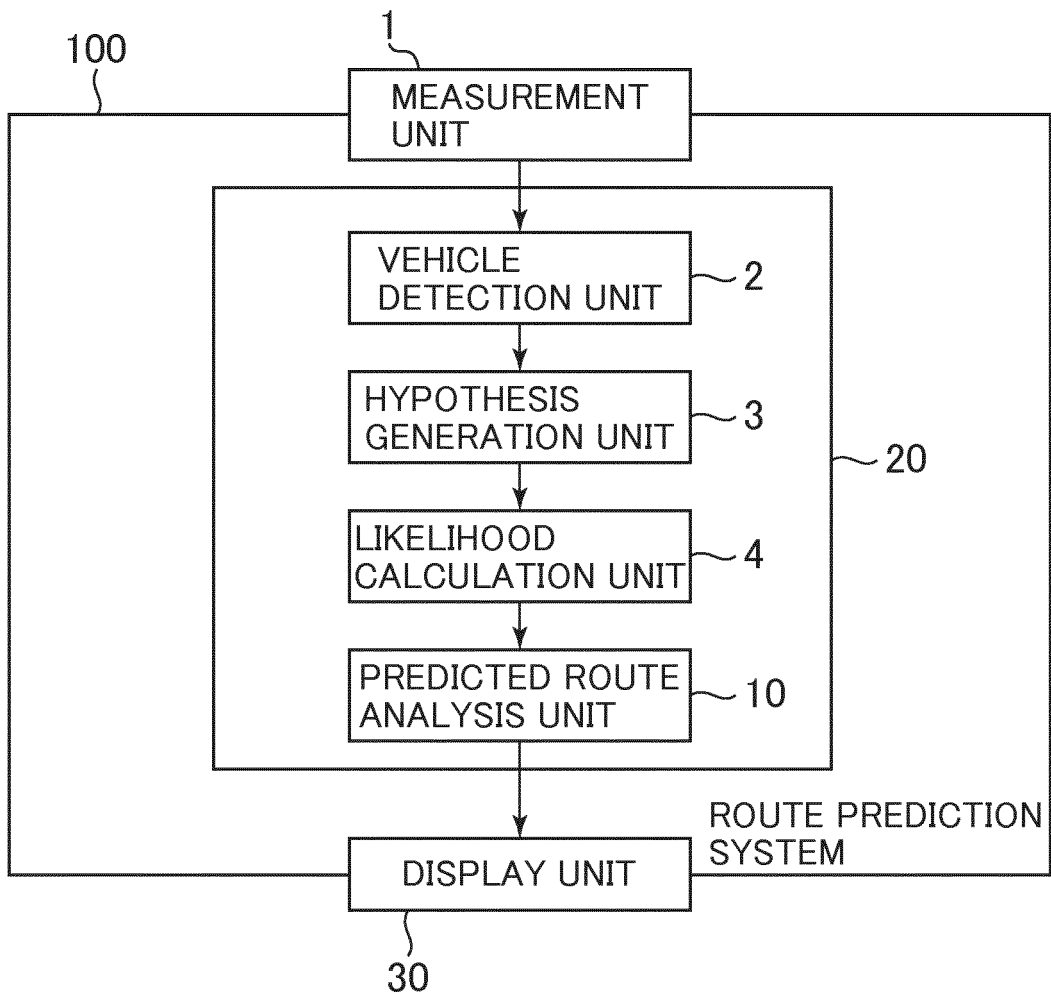 1
100
MEASUREMENT
UNIT
VEHICLE
DETECTION UNIT
2
HYPOTHESIS
GENERATION UNIT
3
20
LIKELIHOOD
CALCULATION UNIT
4
PREDICTED ROUTE
ANALYSIS UNIT
10
ROUTE PREDICTION
SYSTEM
DISPLAY UNIT
30